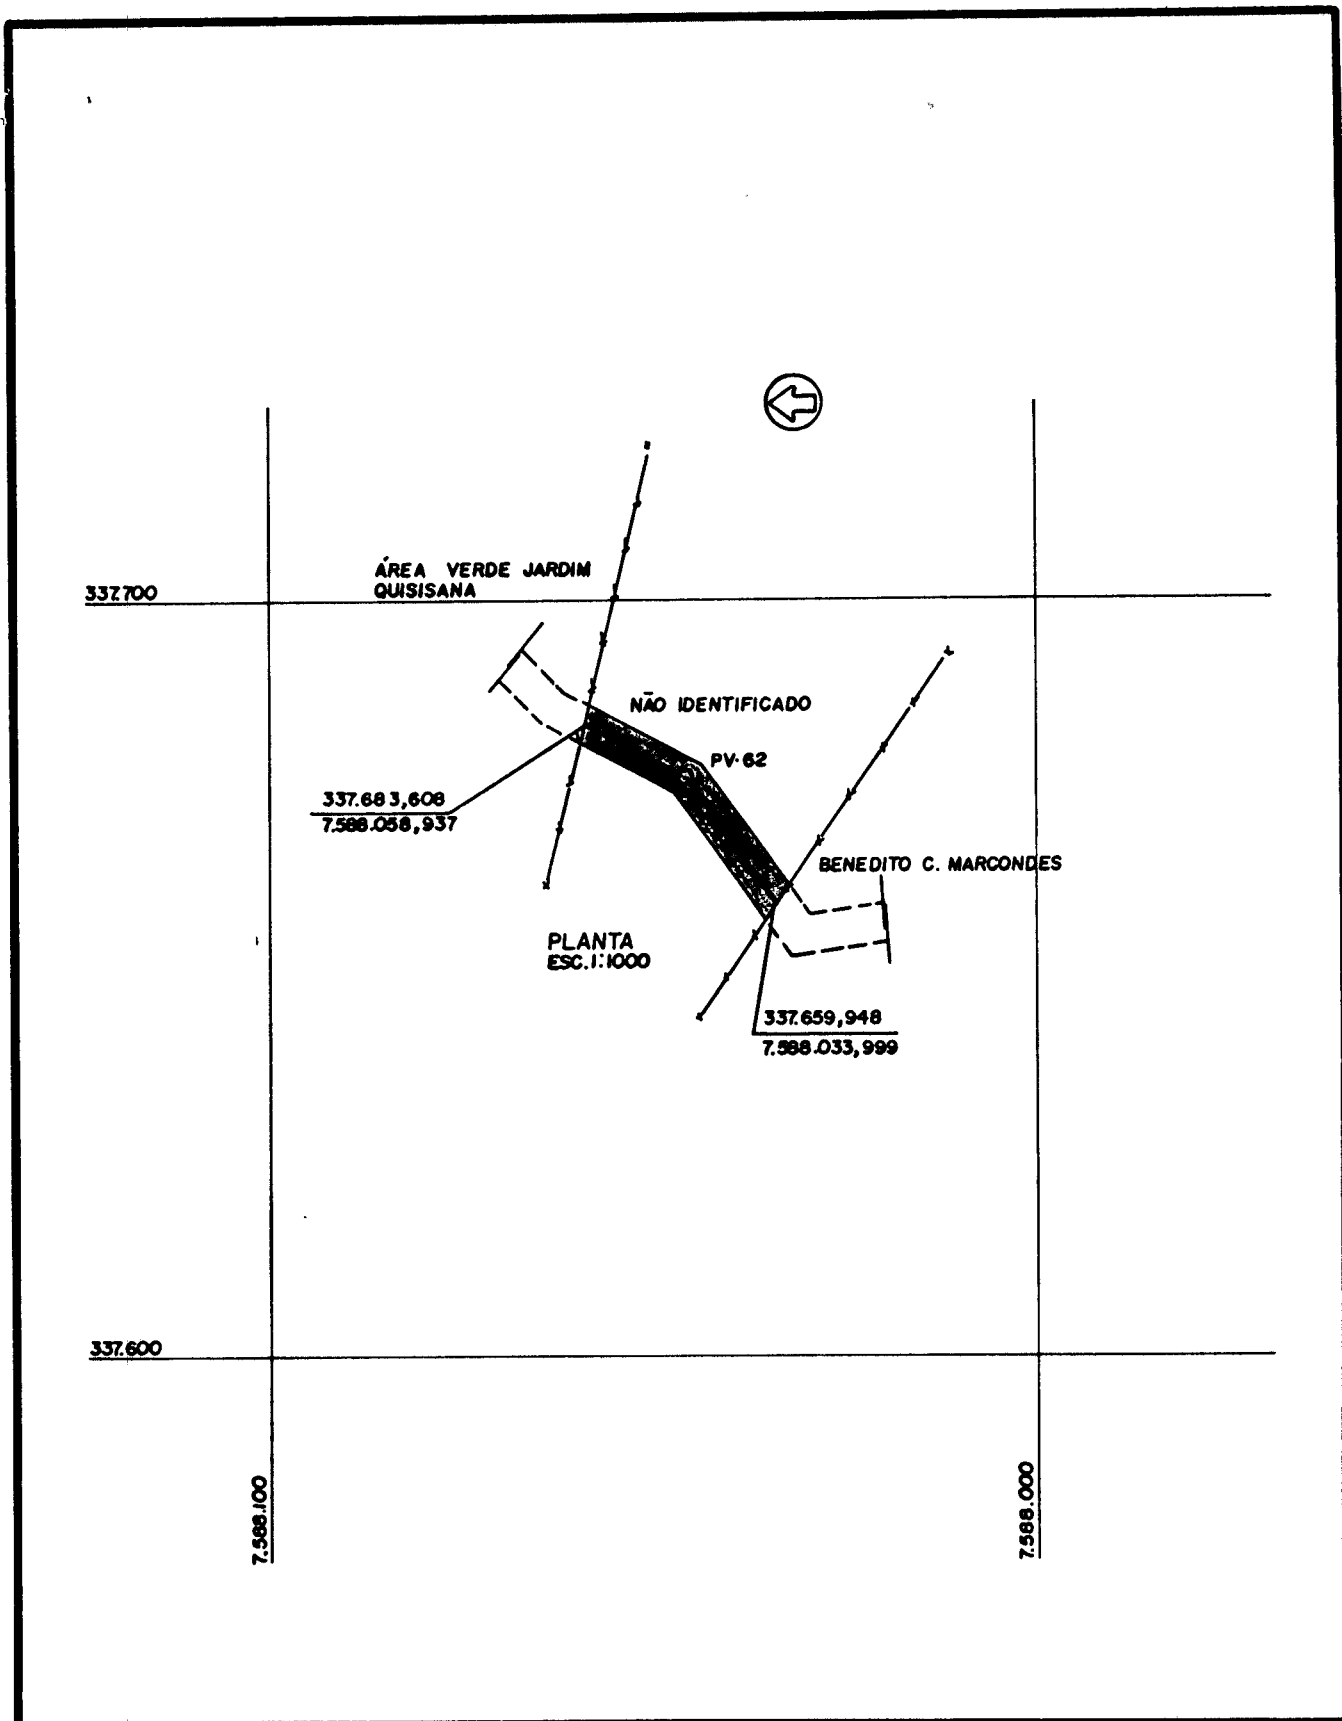 ÁREA VERDE JARDIM
QUISISANA
337.700
NÃO IDENTIFICADO
PV-62
337.683,608
7.588.058,937
BENEDITO C. MARCONDES
PLANTA
ESC.1:1000
337.659,948
7.588.033,999
337.600
7.588.100
7.588.000